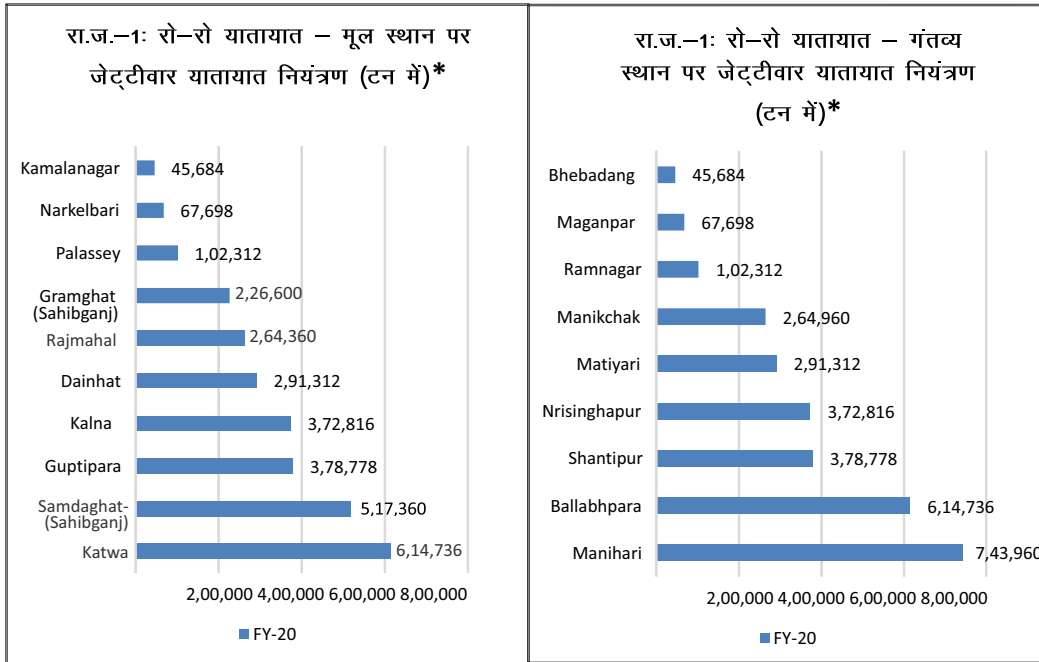 रा.ज.–1: रो–रो यातायात – मूल स्थान पर
जेट्टीवार यातायात नियंत्रण (टन में)*
Kamalanagar 45,684
Narkelbari 67,698
Palassey 1,02,312
Gramghat 2,26,600
(Sahibganj)
Rajmahal 2,64,360
Dainhat 2,91,312
Kalna 3,72,816
Guptipara 3,78,778
Samdaghat- 5,17,360
(Sahibganj)
Katwa 6,14,736
2,00,000 4,00,000 6,00,000 8,00,000
FY-20
रा.ज.–1: रो–रो यातायात – गंतव्य
स्थान पर जेट्टीवार यातायात नियंत्रण
(टन में)*
Bhebadang 45,684
Maganpar 67,698
Ramnagar 1,02,312
Manikchak 2,64,960
Matiyari 2,91,312
Nrisinghapur 3,72,816
Shantipur 3,78,778
Ballabhpara 6,14,736
Manihari 7,43,960
2,00,000 4,00,000 6,00,000 8,00,000
FY-20